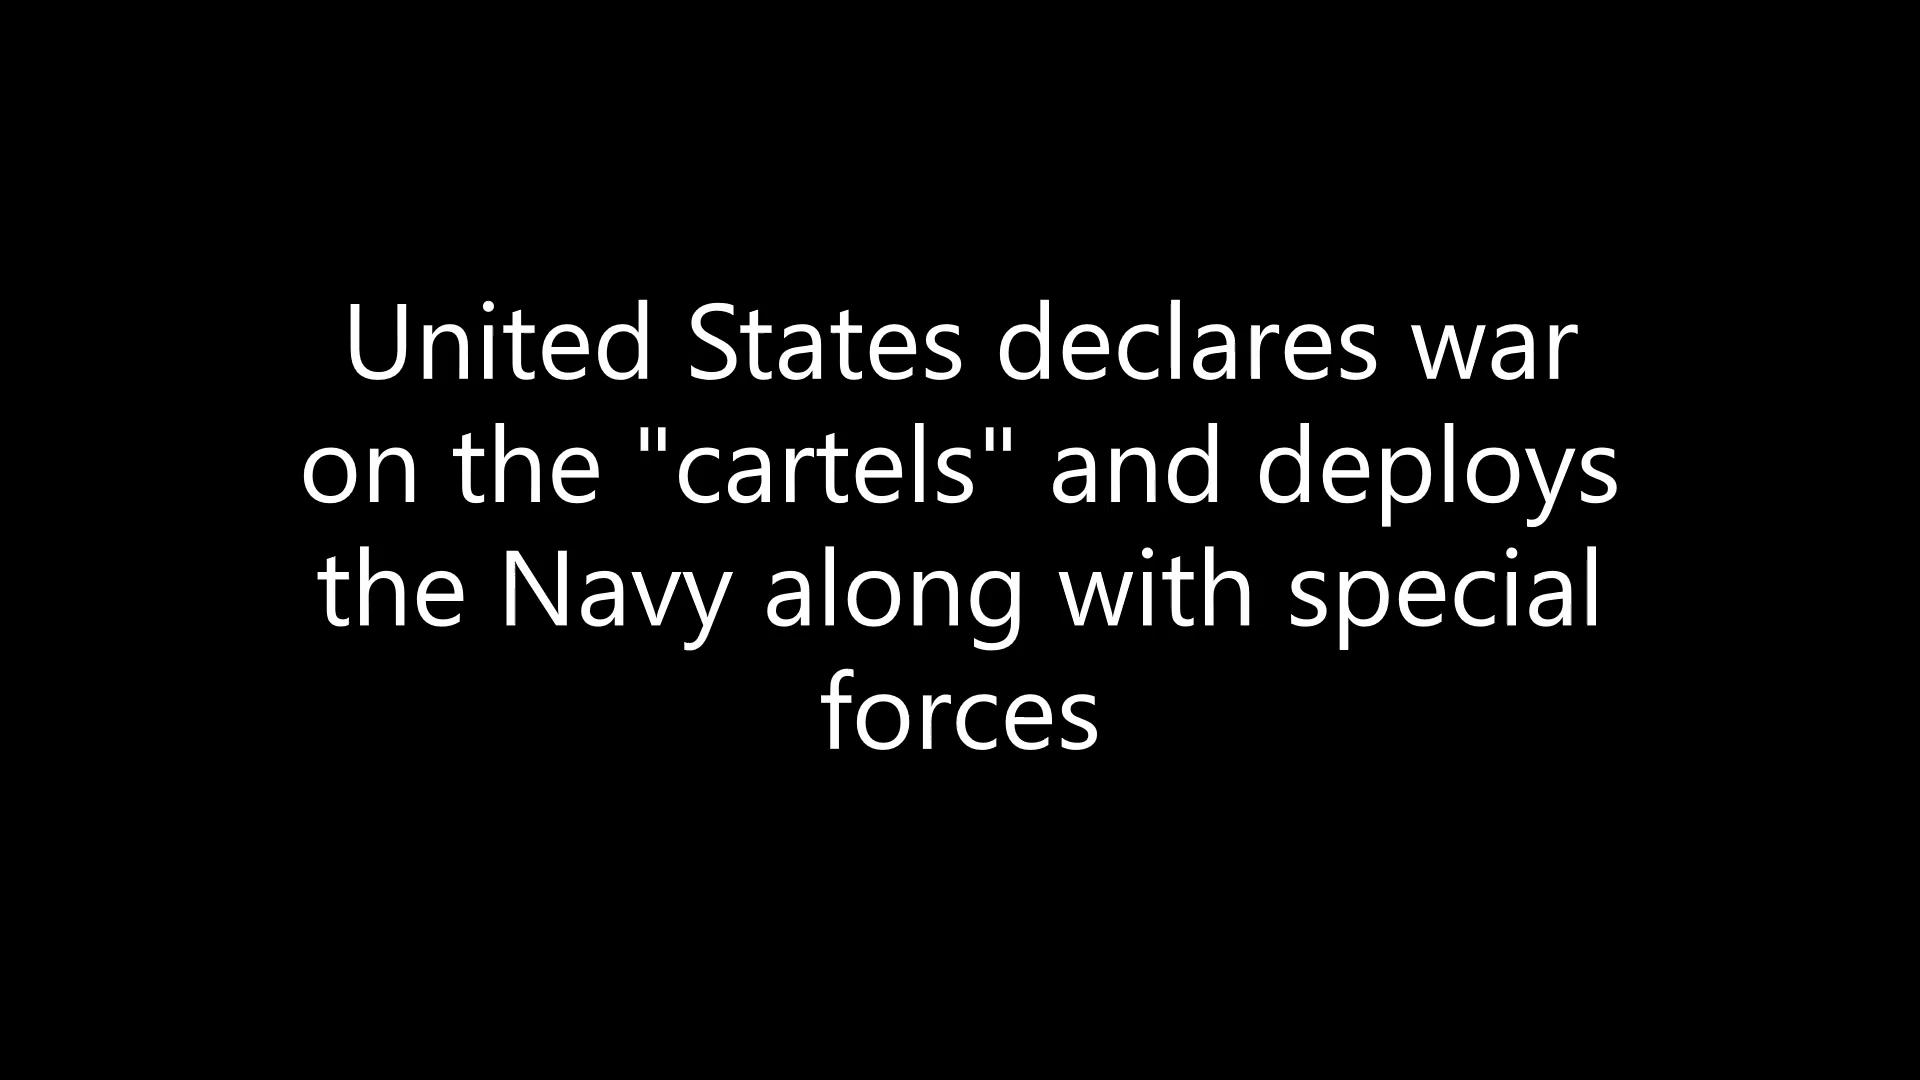 United States declares war
on the "cartels" and deploys
the Navy along with special
forces